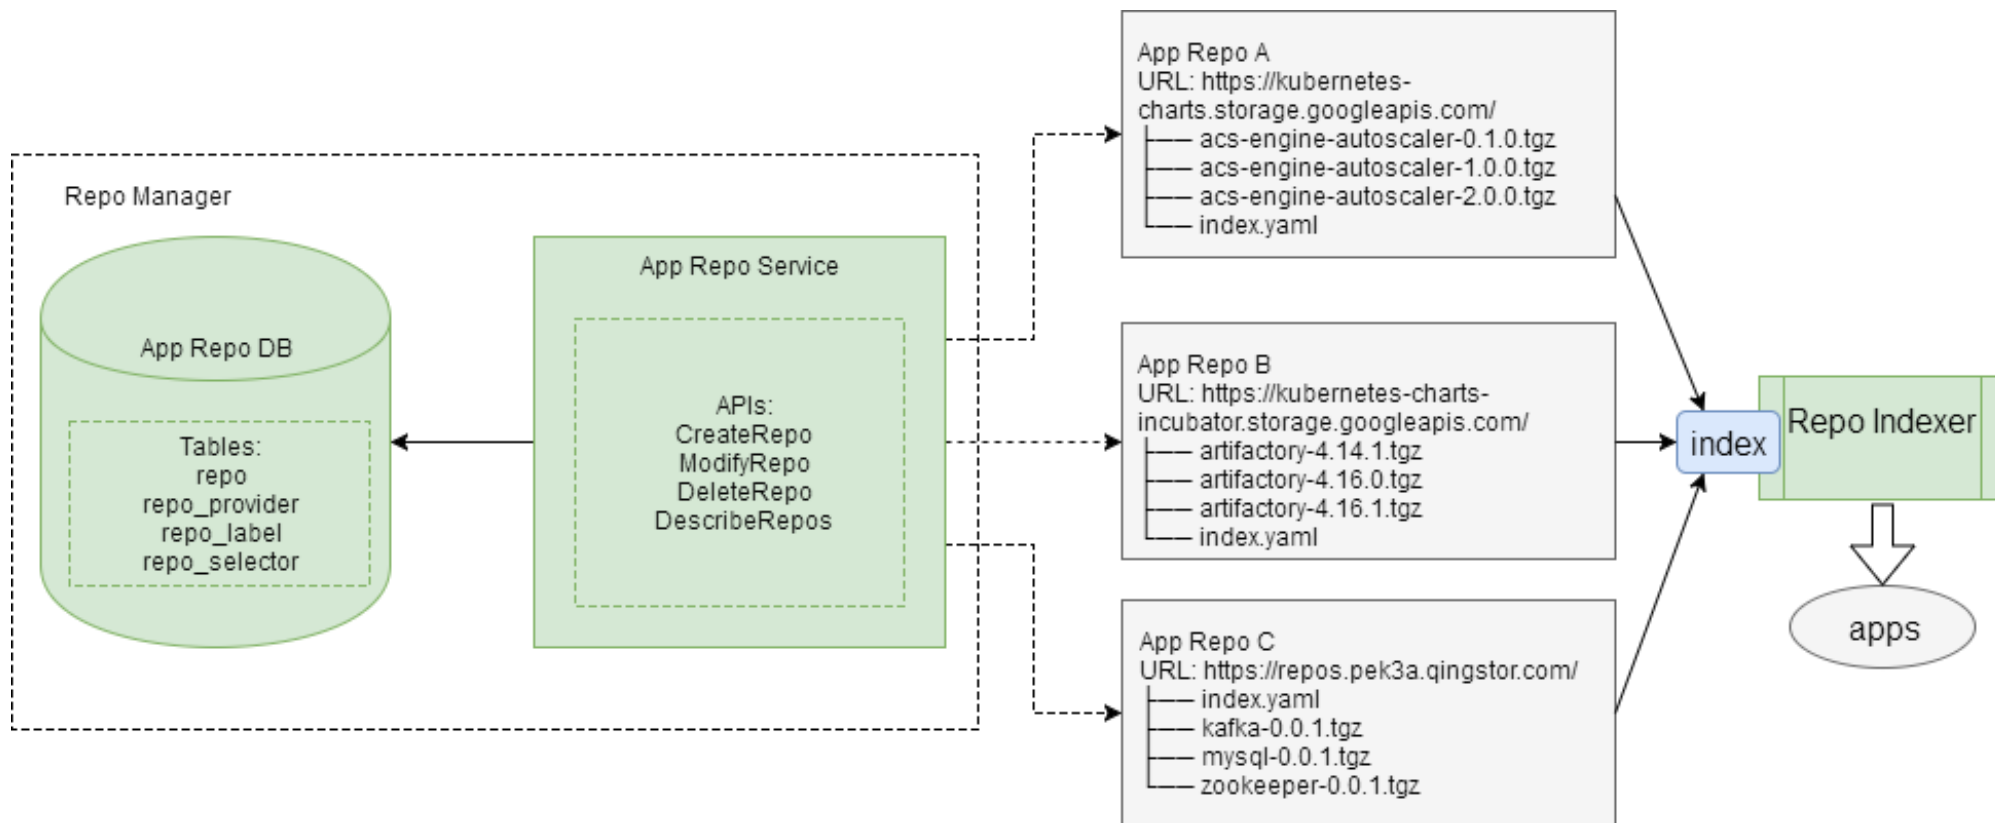 Repo Manager
App Repo DB
Tables:
repo
repo_provider
repo_label
repo_selector
App Repo Service
APIs:
CreateRepo
ModifyRepo
DeleteRepo
DescribeRepos
App Repo A
URL: https://kubernetes-
charts.storage.googleapis.com/
├── acs-engine-autoscaler-0.1.0.tgz
├── acs-engine-autoscaler-1.0.0.tgz
├── acs-engine-autoscaler-2.0.0.tgz
└── index.yaml
App Repo B
URL: https://kubernetes-charts-
incubator.storage.googleapis.com/
├── artifactory-4.14.1.tgz
├── artifactory-4.16.0.tgz
├── artifactory-4.16.1.tgz
└── index.yaml
App Repo C
URL: https://repos.pek3a.qingstor.com/
├── index.yaml
├── kafka-0.0.1.tgz
├── mysql-0.0.1.tgz
└── zookeeper-0.0.1.tgz
index
Repo Indexer
apps